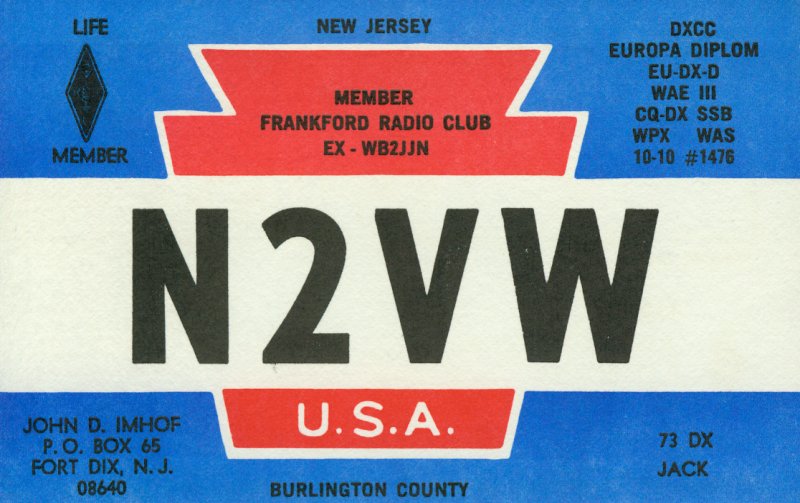 LIFE
MEMBER
NEW JERSEY
DXCC
EUROPA DIPLOM
EU-DX-D
WAE III
CQ-DX SSB
WPX WAS
10-10 #1476
MEMBER
FRANKFORD RADIO CLUB
EX - WB2JJN
N2VW
U.S.A.
JOHN D. IMHOF
P.O. BOX 65
FORT DIX, N.J.
08640
BURLINGTON COUNTY
73 DX
JACK